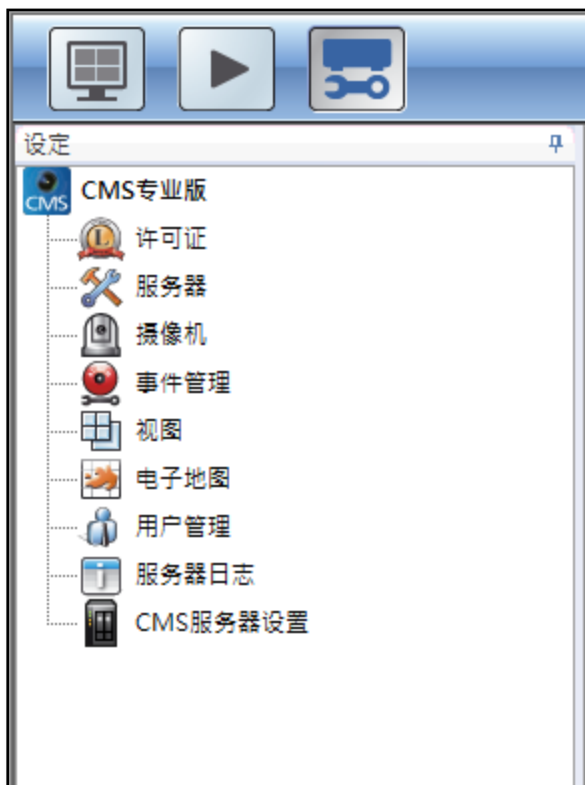 设定
CMS专业版
CMS
许可证
服务器
摄像机
事件管理
视图
电子地图
用户管理
服务器日志
CMS服务器设置